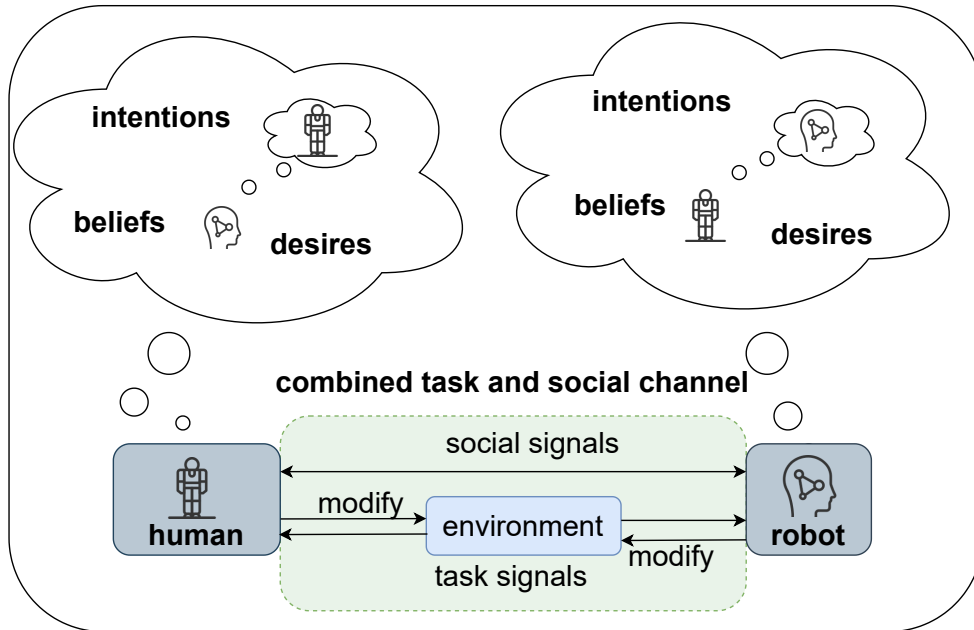 intentions
beliefs
desires
intentions
beliefs
desires
combined task and social channel
social signals
modify
human
environment
robot
modify
task signals